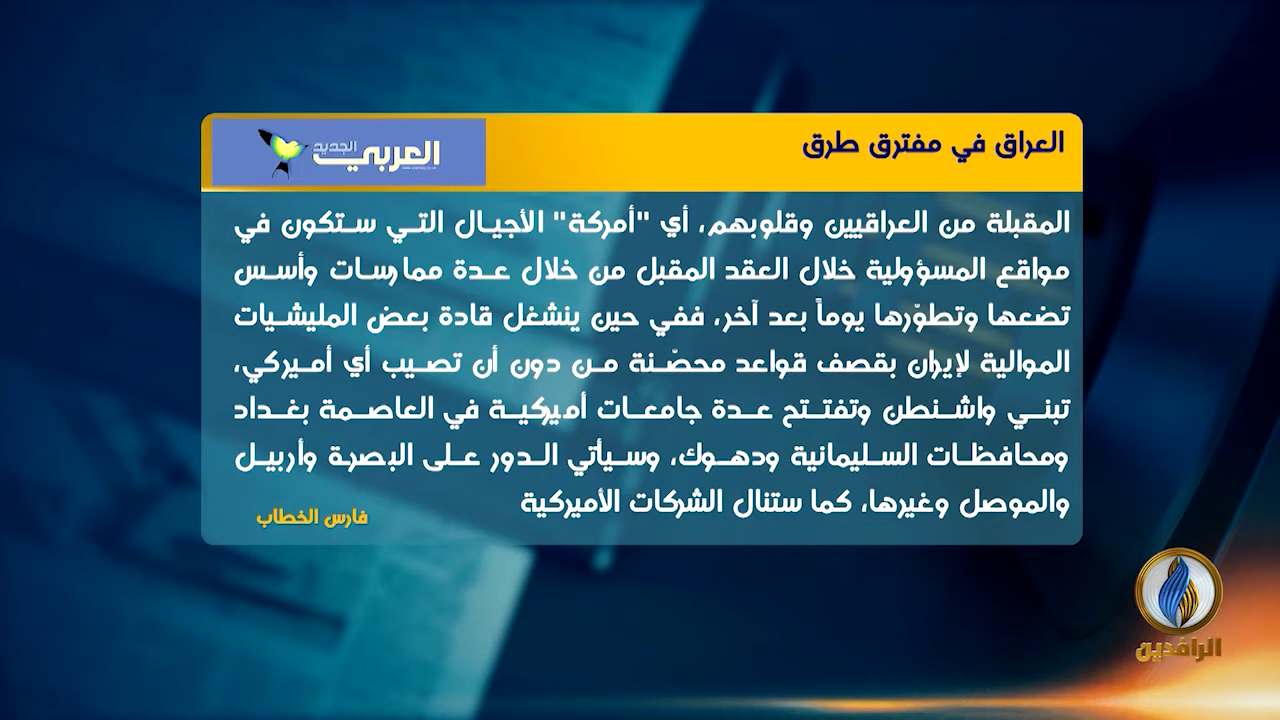 العراق في مفترق طرق
العربي الجديد
المقبلة من العراقيين وقلوبهم، أي "أمركة" الأجيال التي ستكون في
مواقع المسؤولية خلال العقد المقبل من خلال عدة ممارسات وأسس
تضعها وتطوّرها يوماً بعد آخر، ففي حين ينشغل قادة بعض المليشيات
الموالية لإيران بقصف قواعد محصّنة من دون أن تصيب أي أميركي،
تبني واشنطن وتفتتح عدة جامعات أميركية في العاصمة بغداد
ومحافظات السليمانية ودهوك، وسيأتي الدور على البصرة وأربيل
والموصل وغيرها، كما ستنال الشركات الأميركية
فارس الخطاب
الرافدين